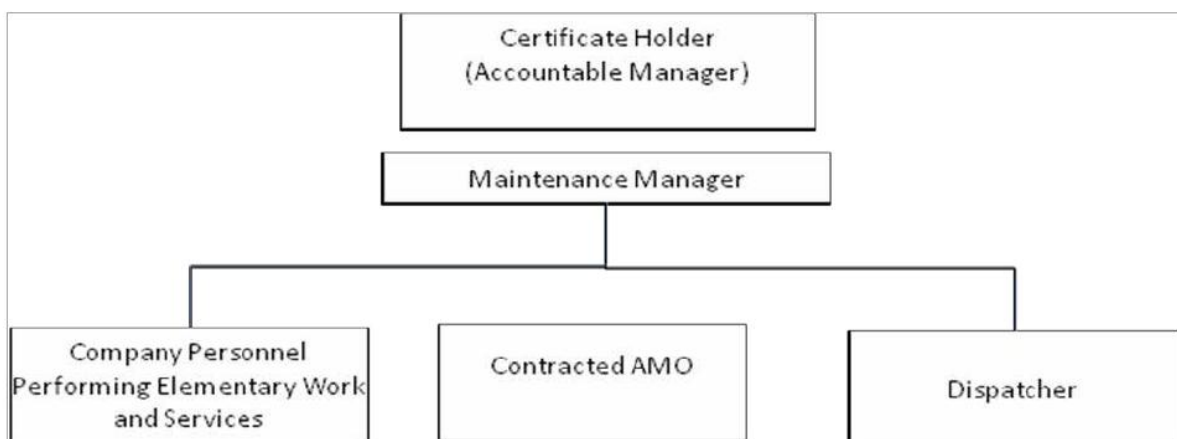 Certificate Holder
(Accountable Manager)
Maintenance Manager
Company Personnel
Performing Elementary Work
and Services
Contracted AMO
Dispatcher